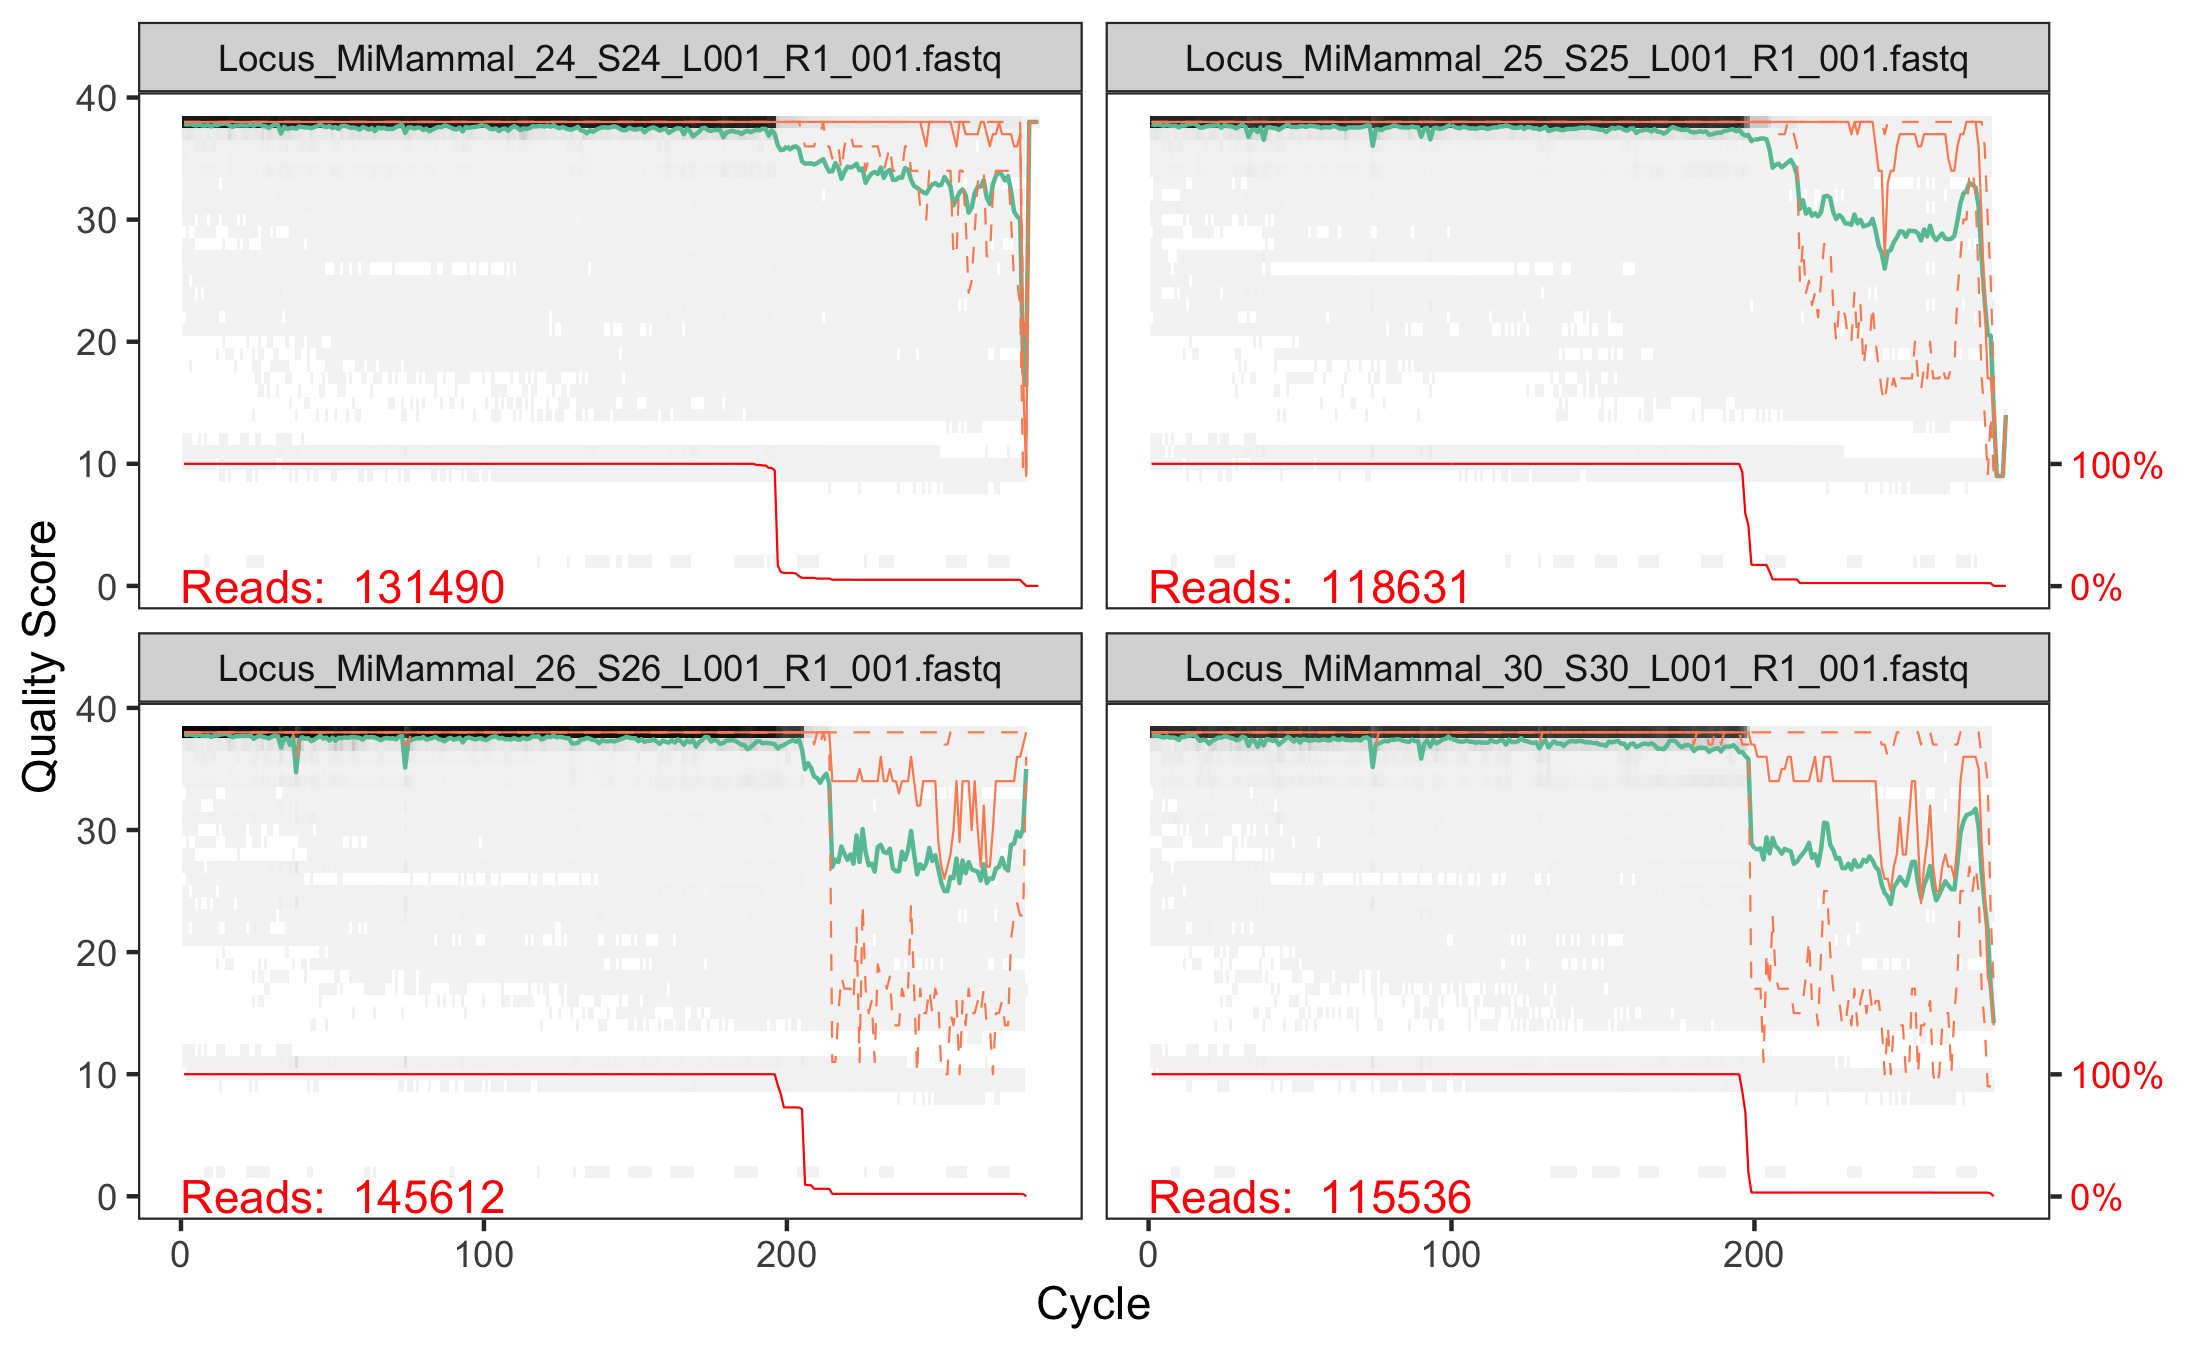 Locus_MiMammal_24_S24_L001_R1_001.fastq
Locus_MiMammal_25_S25_L001_R1_001.fastq
40
30
20
10
0
Reads: 131490
Reads: 118631
100%
0%
Quality Score
Locus_MiMammal_26_S26_L001_R1_001.fastq
Locus_MiMammal_30_S30_L001_R1_001.fastq
40
30
20
10
0
Reads: 145612
Reads: 115536
100%
0%
0 100 200
0 100 200
Cycle